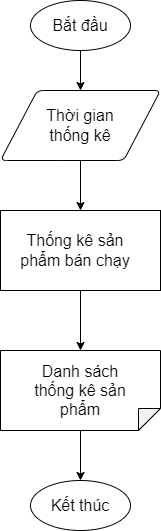 Bắt đầu
Thời gian
thống kê
Thống kê sản
phẩm bán chạy
Danh sách
thống kê sản
phẩm
Kết thúc